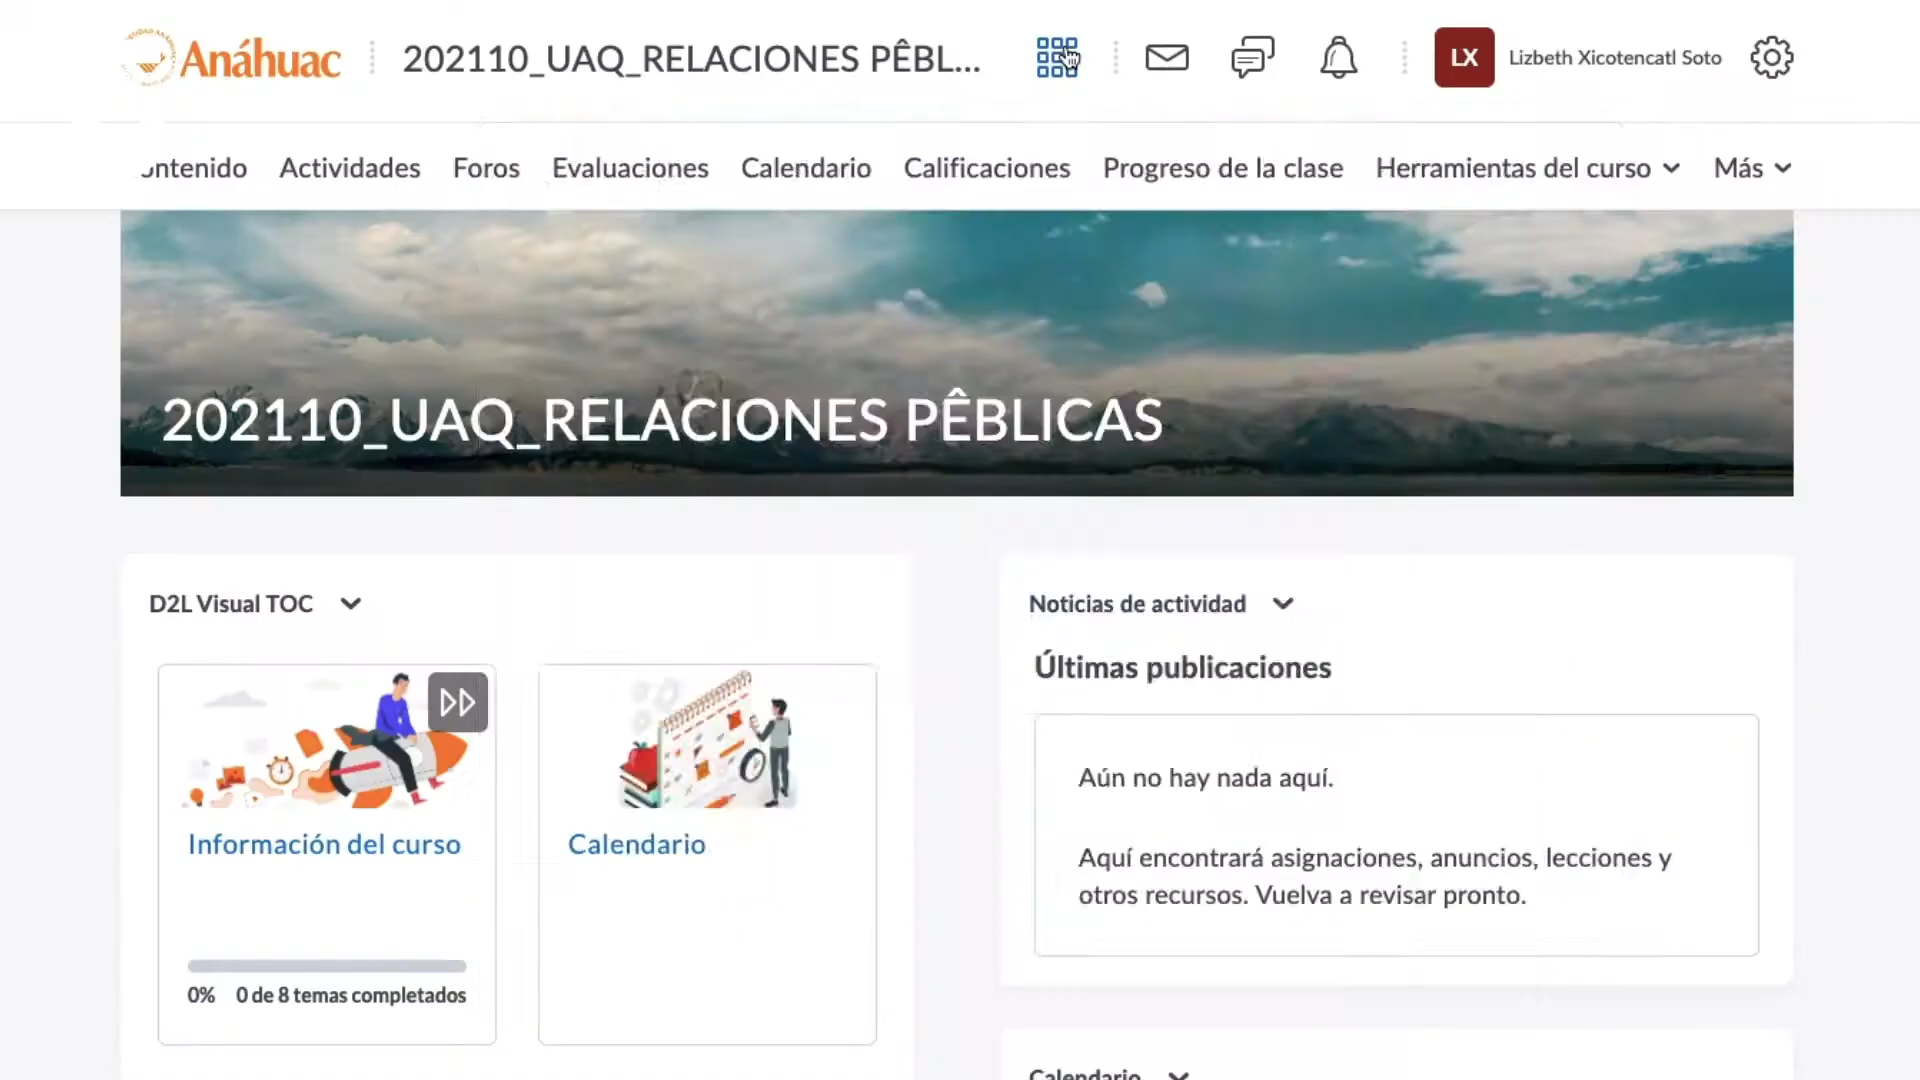 Anáhuac
202110_UAQ_RELACIONES PÊBL...
LX
Lizbeth Xicotencatl Soto
ontenido
Actividades
Foros
Evaluaciones
Calendario
Calificaciones
Progreso de la clase
Herramientas del curso
Más
202110_UAQ_RELACIONES PÊBLICAS
D2L Visual TOC
Información del curso
0% 0 de 8 temas completados
Calendario
Noticias de actividad
Últimas publicaciones
Aún no hay nada aquí.
Aquí encontrará asignaciones, anuncios, lecciones y
otros recursos. Vuelva a revisar pronto.
Calendario